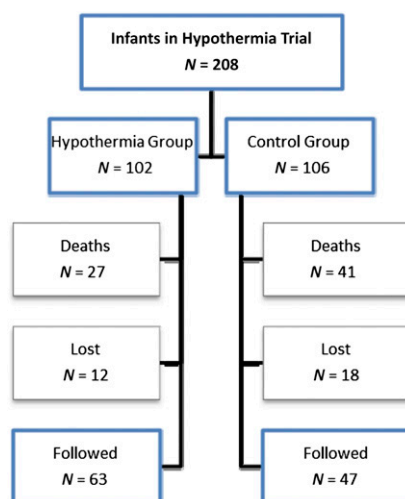 Infants in Hypothermia Trial
N = 208
Hypothermia Group
N = 102
Control Group
N = 106
Deaths
N = 27
Deaths
N = 41
Lost
N = 12
Lost
N = 18
Followed
N = 63
Followed
N = 47